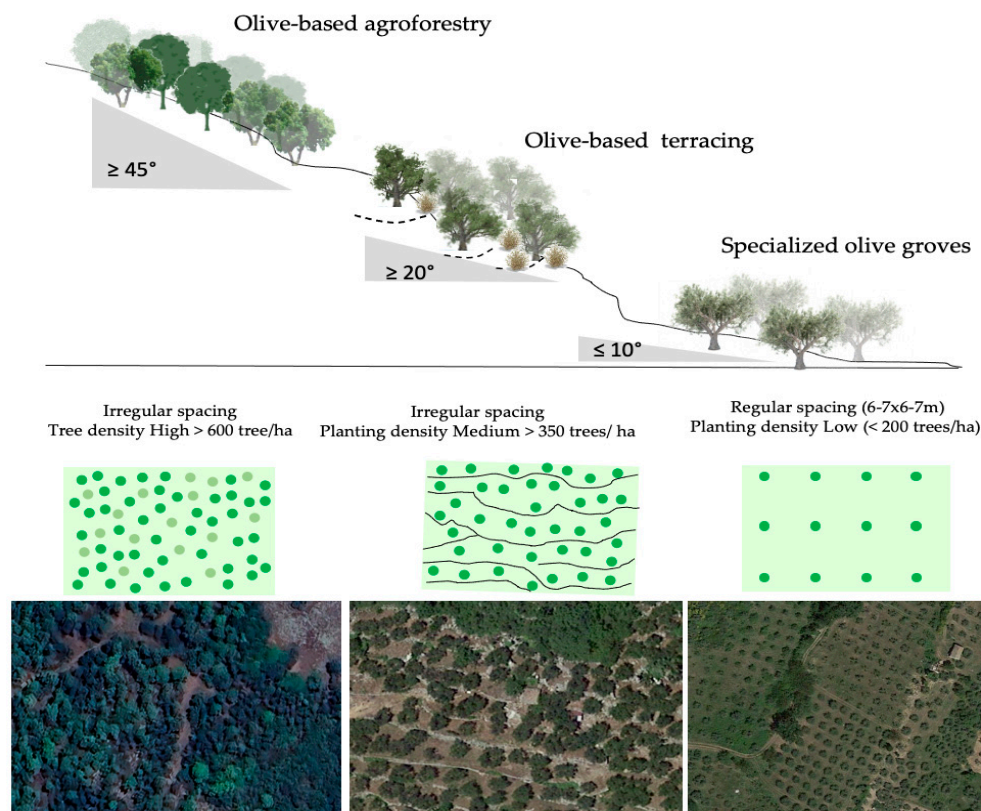 Olive-based agroforestry
≥ 45°
Olive-based  terracing
≥ 20°
Specialized olive groves
≤ 10°
Irregular spacing
Tree density High > 600 tree/ha
Irregular spacing
Planting density Medium > 350 trees/ ha
Regular spacing (6-7x6-7m)
Planting density Low (< 200 trees/ha)